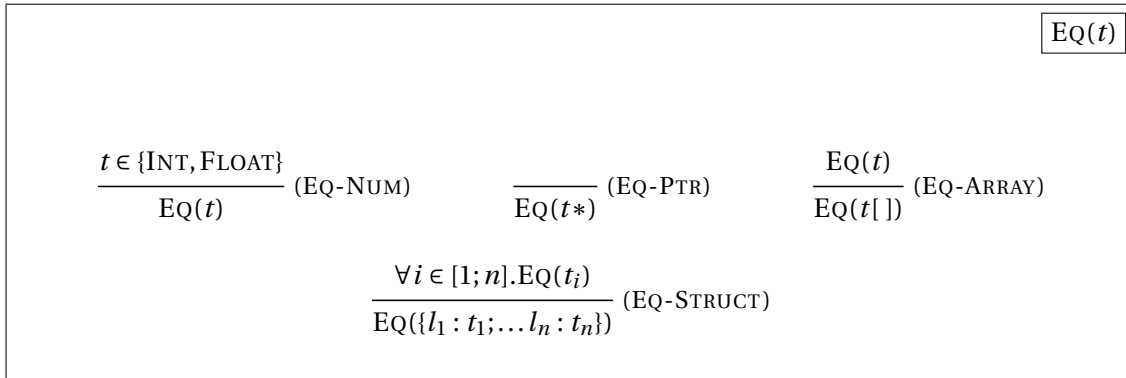 EQ(t)
t ∈ {INT, FLOAT}
EQ(t)
(EQ-NUM)
EQ(t∗)
(EQ-PTR)
EQ(t)
EQ(t[ ])
(EQ-ARRAY)
∀i ∈ [1; n].EQ(tᵢ)
EQ({l₁ : t₁; … lₙ : tₙ})
(EQ-STRUCT)